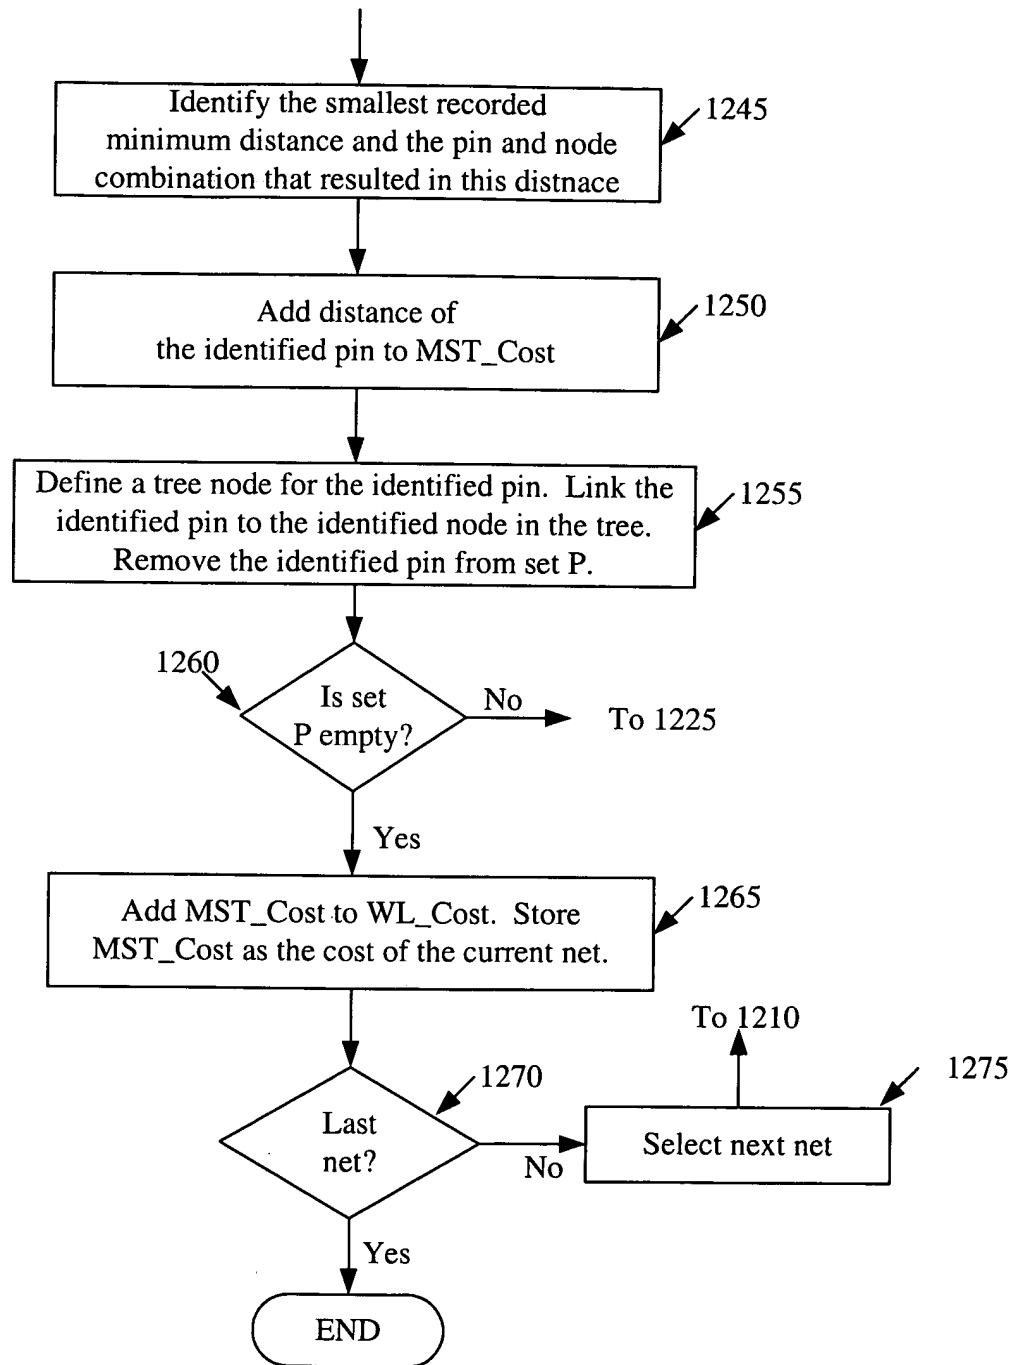 Identify the smallest recorded
minimum distance and the pin and node
combination that resulted in this distnace
1245
Add distance of
the identified pin to MST_Cost
1250
Define a tree node for the identified pin. Link the
identified pin to the identified node in the tree.
Remove the identified pin from set P.
1255
1260
Is set
P empty?
No
To 1225
Yes
Add MST_Cost to WL_Cost. Store
MST_Cost as the cost of the current net.
1265
To 1210
1270
1275
Last
net?
No
Select next net
Yes
END